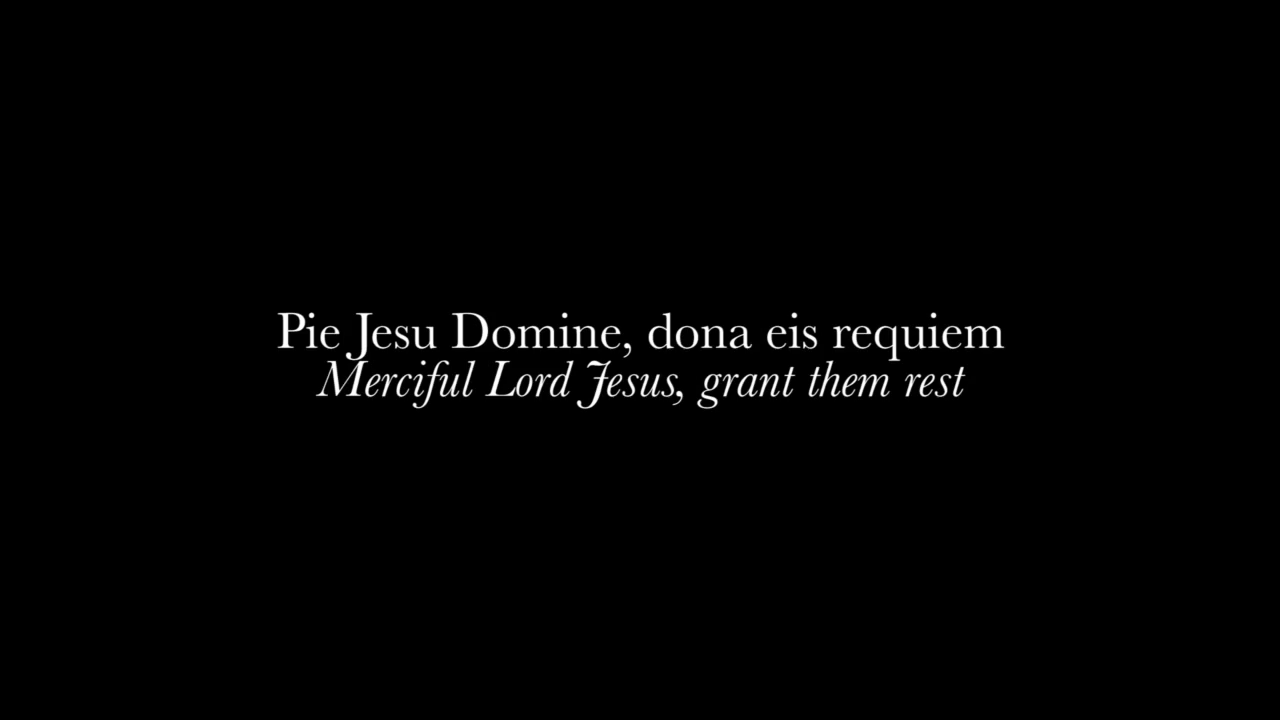 Pie Jesu Domine, dona eis requiem
Merciful Lord Jesus, grant them rest